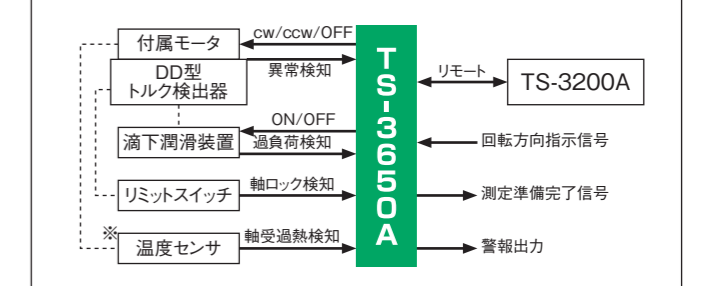 付属モータ
cw/ccw/OFF
DD型
トルク検出器
異常検知
滴下潤滑装置
ON/OFF
過負荷検知
リミットスイッチ
軸ロック検知
※
温度センサ
軸受過熱検知
TS-3650A
リモート
TS-3200A
回転方向指示信号
測定準備完了信号
警報出力